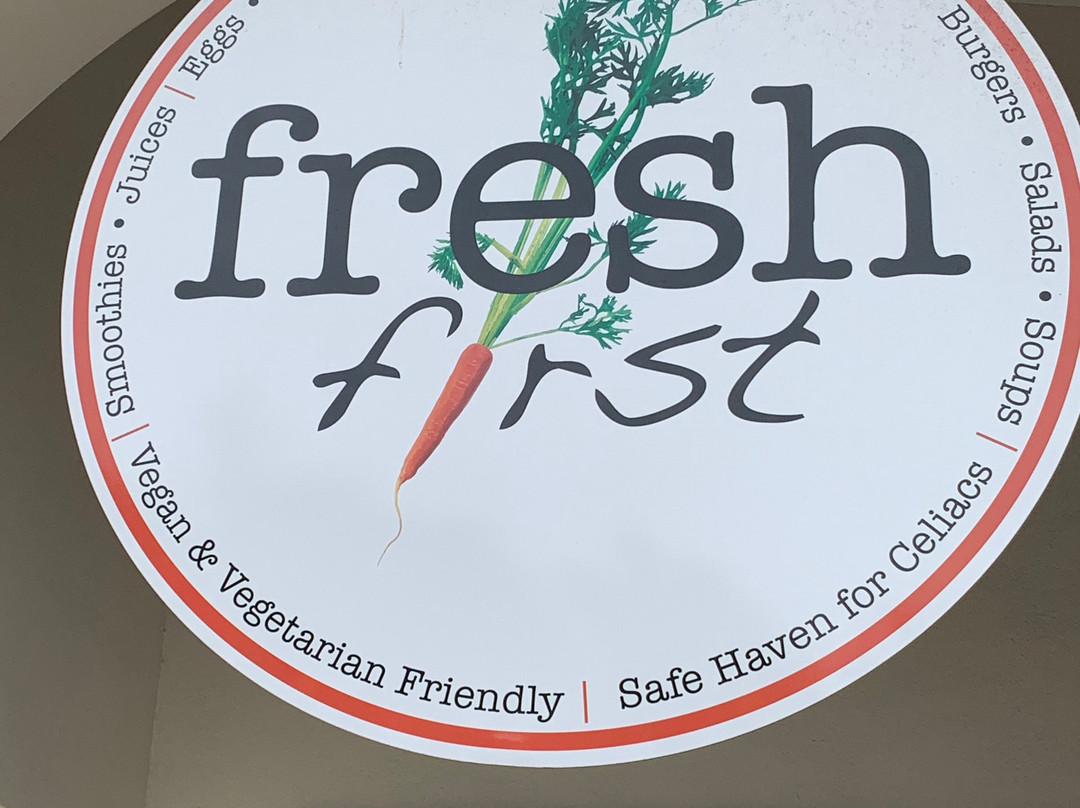 fresh
first
Eggs •
Smoothies • Juices |
| Vegan & Vegetarian Friendly |
Safe Haven for Celiacs |
Burgers • Salads • Soups